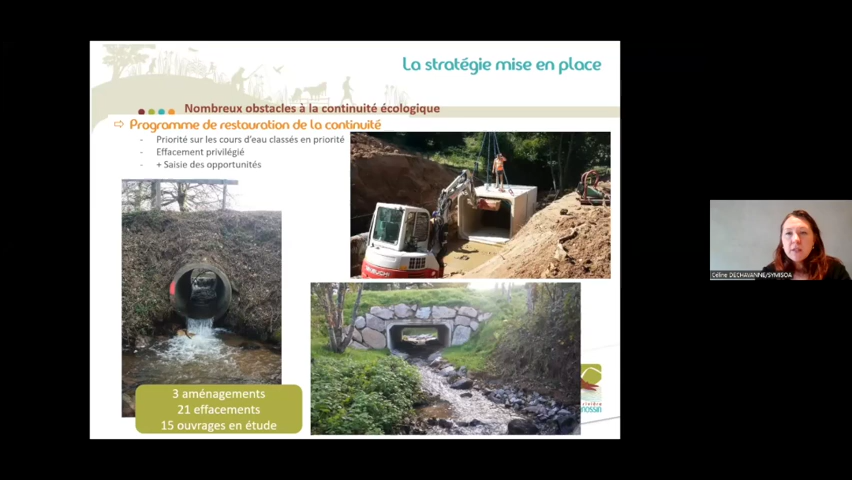 La stratégie mise en place
Nombreux obstacles à la continuité écologique
⇨ Programme de restauration de la continuité
- Priorité sur les cours d'eau classés en priorité
- Effacement privilégié
- + Saisie des opportunités
Céline DECHAVANNE/SYMISOA
3 aménagements
21 effacements
15 ouvrages en étude